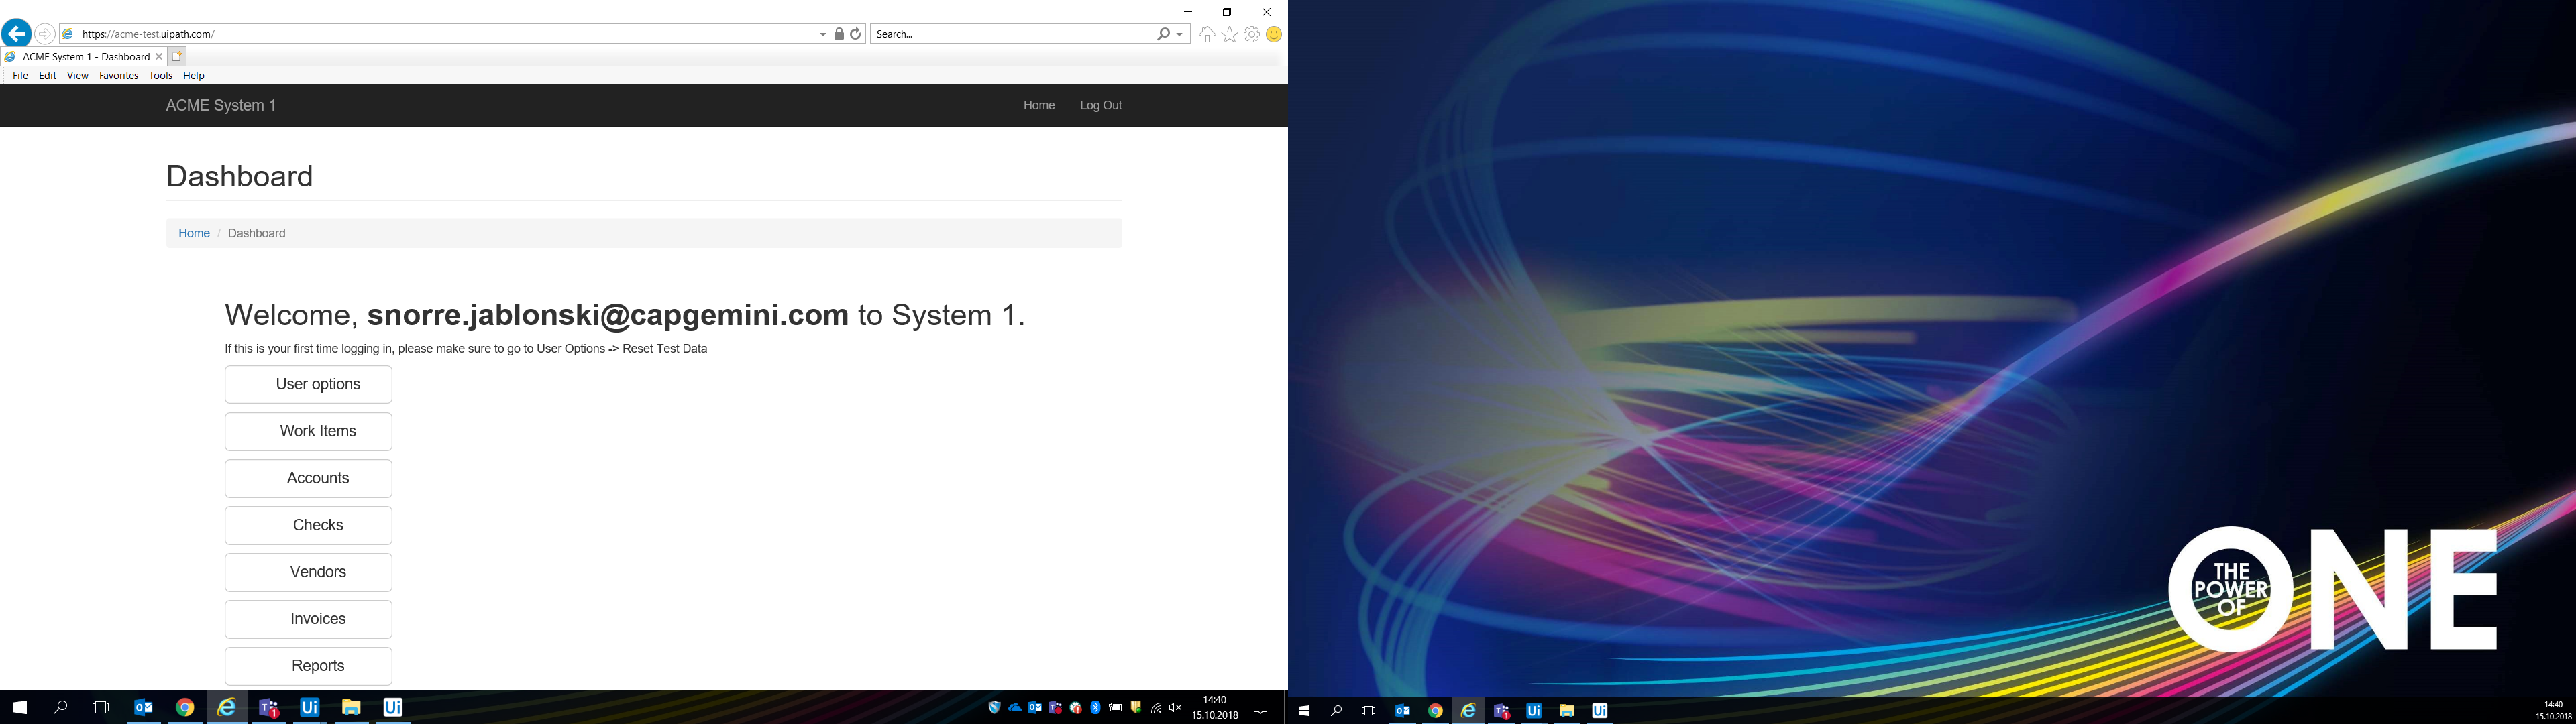 https://acme-test.uipath.com/
Search...
ACME System 1 - Dashboard
File Edit View Favorites Tools Help
ACME System 1 Home Log Out
Dashboard
Home / Dashboard
Welcome, snorre.jablonski@capgemini.com to System 1.
If this is your first time logging in, please make sure to go to User Options -> Reset Test Data
User options
Work Items
Accounts
Checks
Vendors
Invoices
Reports
14:40
15.10.2018
THE
POWER
OF
ONE
14:40
15.10.2018